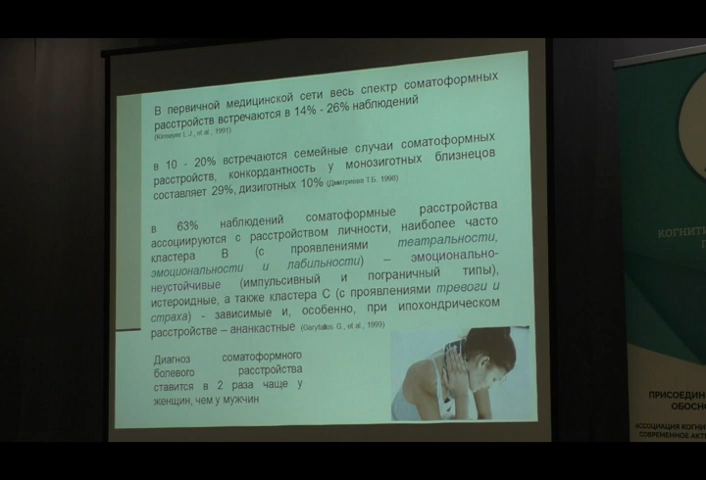 В первичной медицинской сети весь спектр соматоформных
расстройств встречаются в 14% - 26% наблюдений
в 10 - 20% встречаются семейные случаи соматоформных
расстройств, конкордантность у монозиготных близнецов
составляет 29%, дизиготных 10% (Дмитриева Т.Б. 1998)
в 63% наблюдений соматоформные расстройства
ассоциируются с расстройством личности, наиболее часто
кластера В (с проявлениями театральности,
эмоциональности и лабильности) – эмоционально-
неустойчивые (импульсивный и пограничный типы),
истероидные, а также кластера С (с проявлениями тревоги и
страха) - зависимые и, особенно, при ипохондрическом
расстройстве – ананкастные (Garyfallos G., et al., 1999)
Диагноз соматоформного
болевого расстройства
ставится в 2 раза чаще у
женщин, чем у мужчин
КОГНИТИ
ПРИСОЕДИН
ОБОСНО
АССОЦИАЦИЯ КОГНИ
СОВРЕМЕННОЕ АКТ